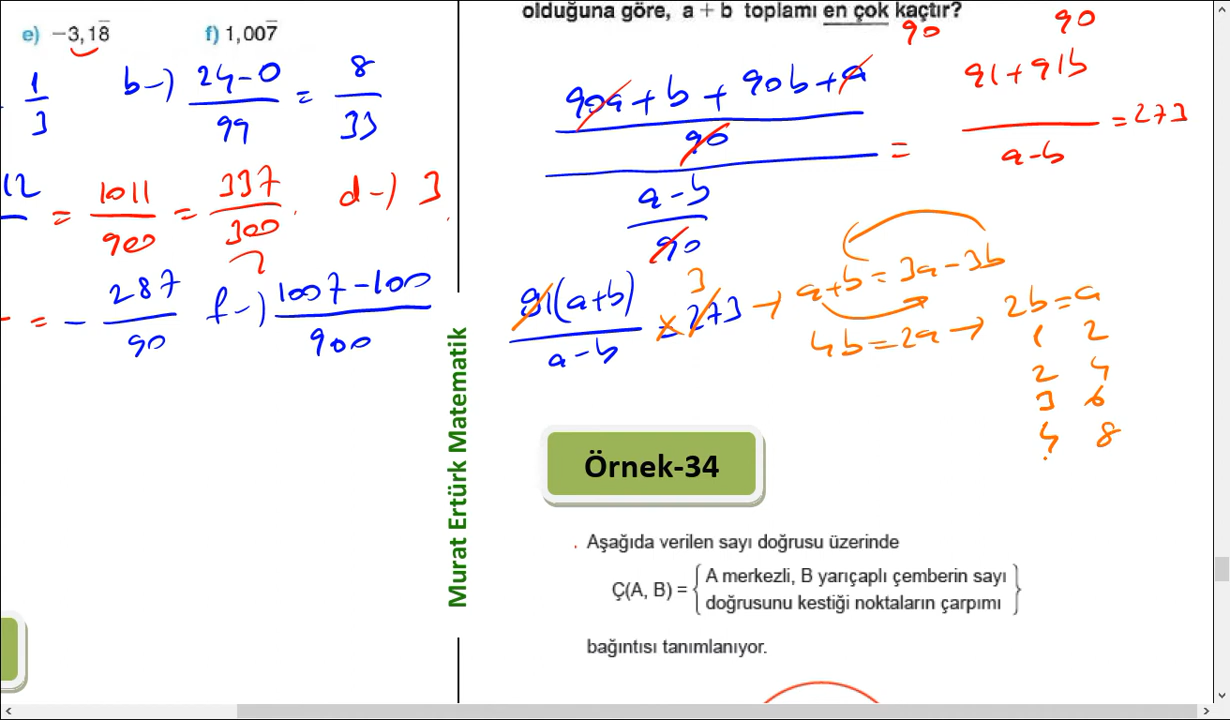 e) −3,18̅ f) 1,007̅
1/3 b-) (24-0)/99 = 8/33
12 = 1011/900 = 337/300 . d-) 3
= - 287/90 f-) (1007-100)/900
Murat Ertürk Matematik
olduğuna göre, a + b toplamı en çok kaçtır?
90 90
90a + b + 90b + a
90
a-b
90
= 91 + 91b
a-b
= 273
91(a+b)
a-b
= 273 3
→ a+b = 3a-3b
4b = 2a → 2b = a
1 2
2 4
3 6
4 8
Örnek-34
. Aşağıda verilen sayı doğrusu üzerinde
Ç(A, B) = { A merkezli, B yarıçaplı çemberin sayı
doğrusunu kestiği noktaların çarpımı }
bağıntısı tanımlanıyor.